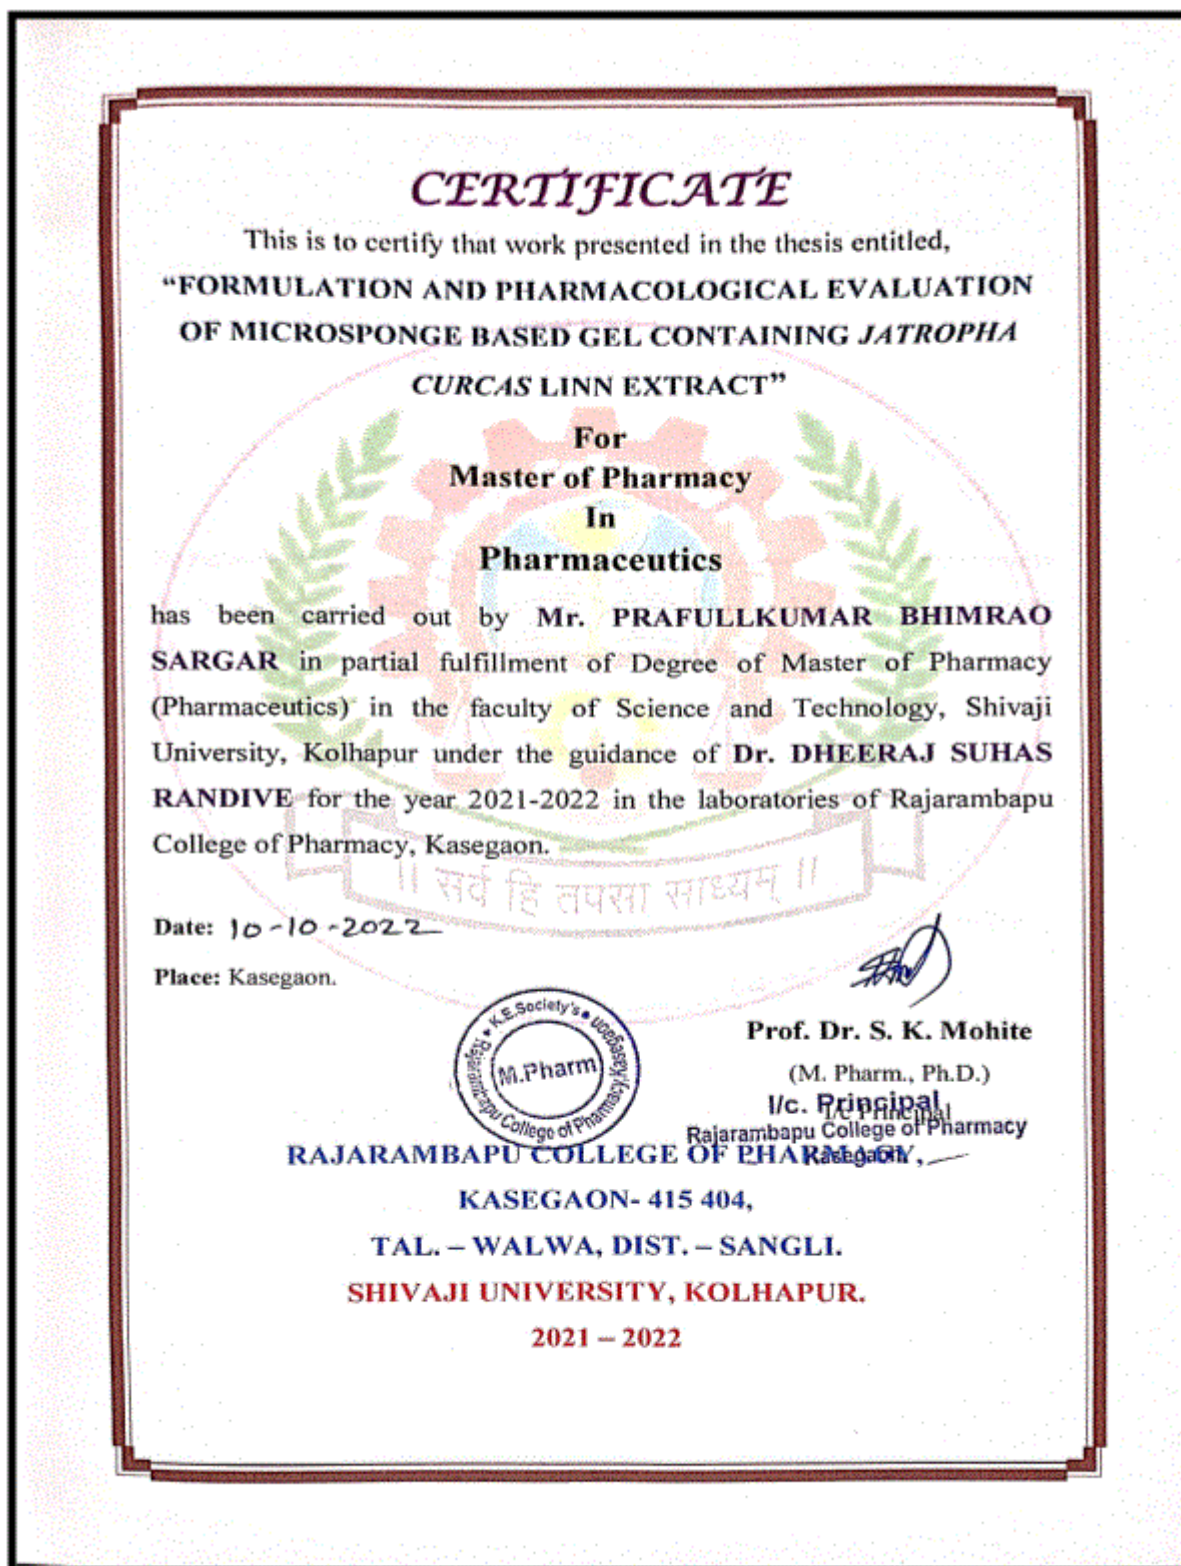 CERTIFICATE
This is to certify that work presented in the thesis entitled,
“FORMULATION AND PHARMACOLOGICAL EVALUATION
OF MICROSPONGE BASED GEL CONTAINING JATROPHA
CURCAS LINN EXTRACT”
For
Master of Pharmacy
In
Pharmaceutics
has been carried out by Mr. PRAFULLKUMAR BHIMRAO
SARGAR in partial fulfillment of Degree of Master of Pharmacy
(Pharmaceutics) in the faculty of Science and Technology, Shivaji
University, Kolhapur under the guidance of Dr. DHEERAJ SUHAS
RANDIVE for the year 2021-2022 in the laboratories of Rajarambapu
College of Pharmacy, Kasegaon.
॥ सर्वं हि तपसा साध्यम् ॥
Date: 10-10-2022
Place: Kasegaon.
K.E.Society's
Rajarambapu College of Pharmacy, Kasegaon
M.Pharm
Prof. Dr. S. K. Mohite
(M. Pharm., Ph.D.)
I/c Principal
I/c. Principal
Rajarambapu College of Pharmacy
Kasegaon.
RAJARAMBAPU COLLEGE OF PHARMACY,
KASEGAON- 415 404,
TAL. – WALWA, DIST. – SANGLI.
SHIVAJI UNIVERSITY, KOLHAPUR.
2021 – 2022